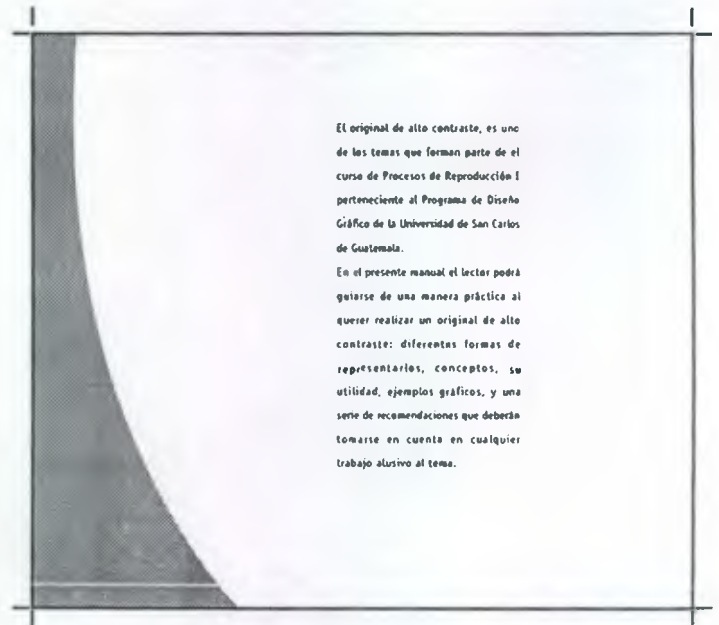 El original de alto contraste, es uno
de los temas que forman parte de el
curso de Procesos de Reproducción I
perteneciente al Programa de Diseño
Gráfico de la Universidad de San Carlos
de Guatemala.
En el presente manual el lector podrá
guiarse de una manera práctica al
querer realizar un original de alto
contraste: diferentes formas de
representarlos, conceptos, su
utilidad, ejemplos gráficos, y una
serie de recomendaciones que deberán
tomarse en cuenta en cualquier
trabajo alusivo al tema.